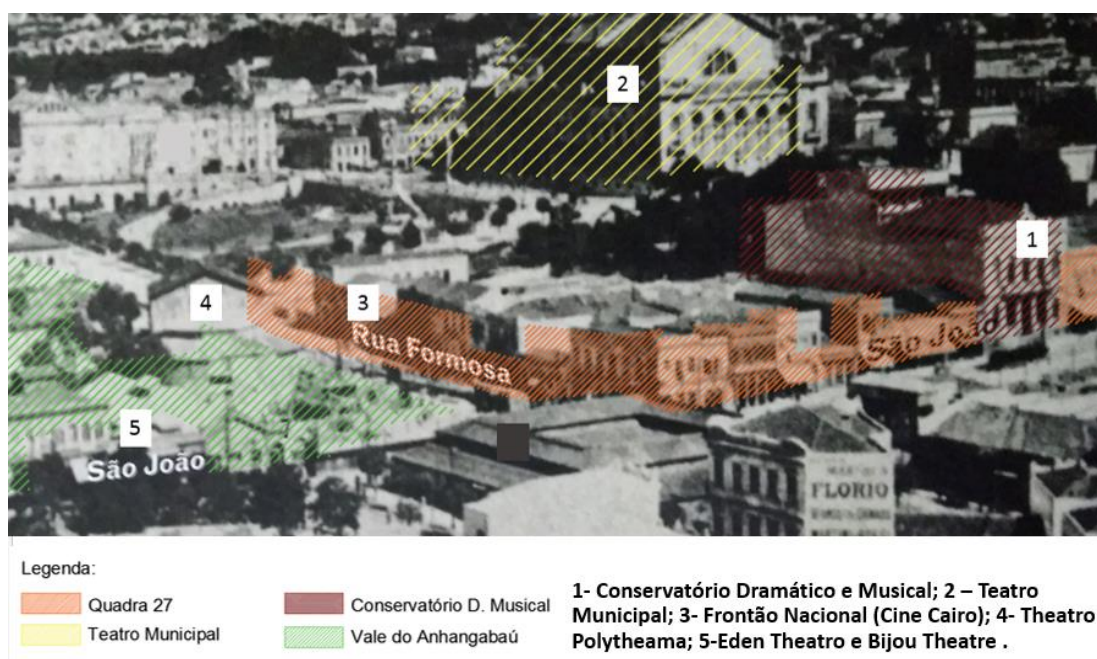 2
1
4
3
Rua Formosa
São João
5
São João
FLORIO
Legenda:
Quadra 27
Teatro Municipal
Conservatório D. Musical
Vale do Anhangabaú
1- Conservatório Dramático e Musical; 2 – Teatro
Municipal; 3- Frontão Nacional (Cine Cairo); 4- Theatro
Polytheama; 5-Eden Theatro e Bijou Theatre .